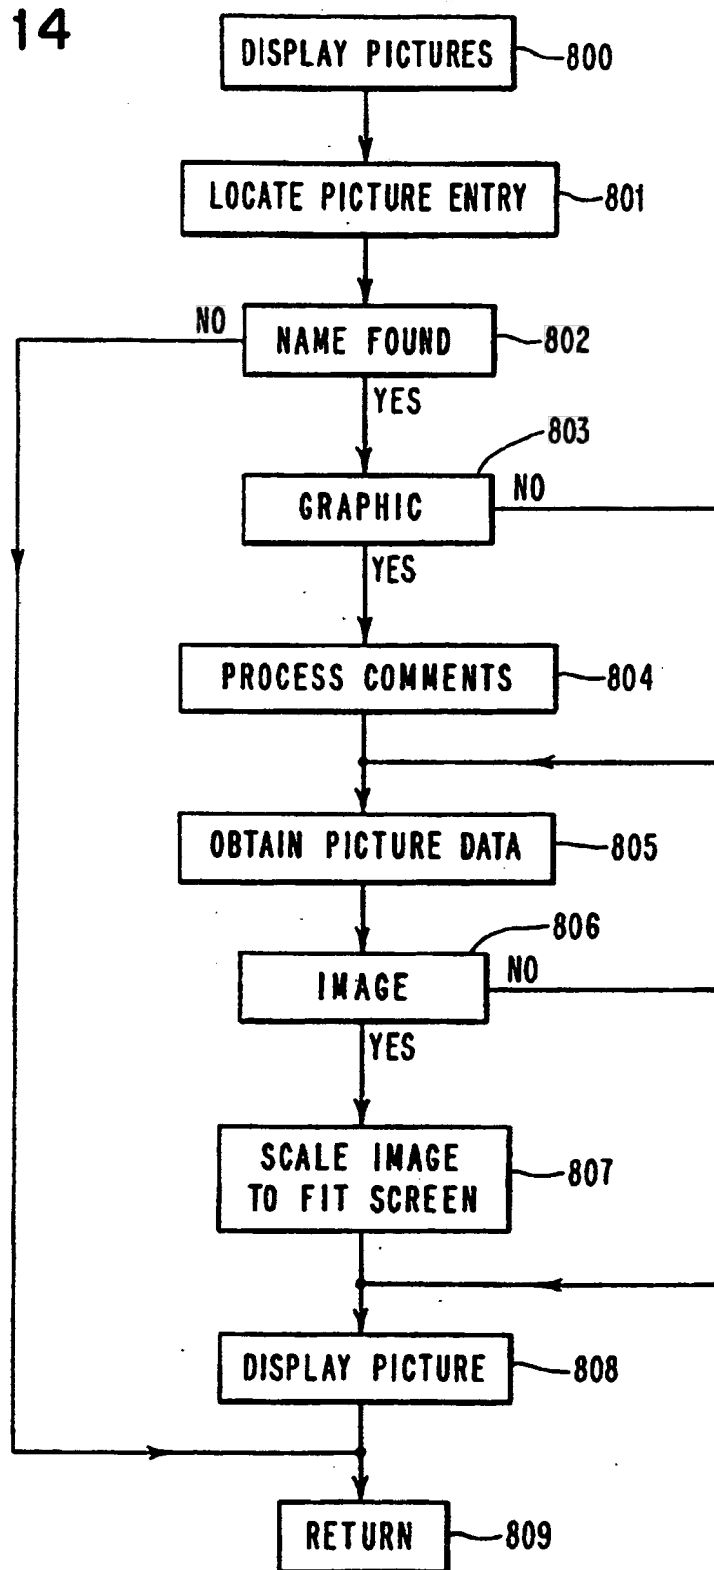 14
DISPLAY PICTURES 800
LOCATE PICTURE ENTRY 801
NO
NAME FOUND 802
YES
803
GRAPHIC NO
YES
PROCESS COMMENTS 804
OBTAIN PICTURE DATA 805
806
IMAGE NO
YES
SCALE IMAGE
TO FIT SCREEN 807
DISPLAY PICTURE 808
RETURN 809